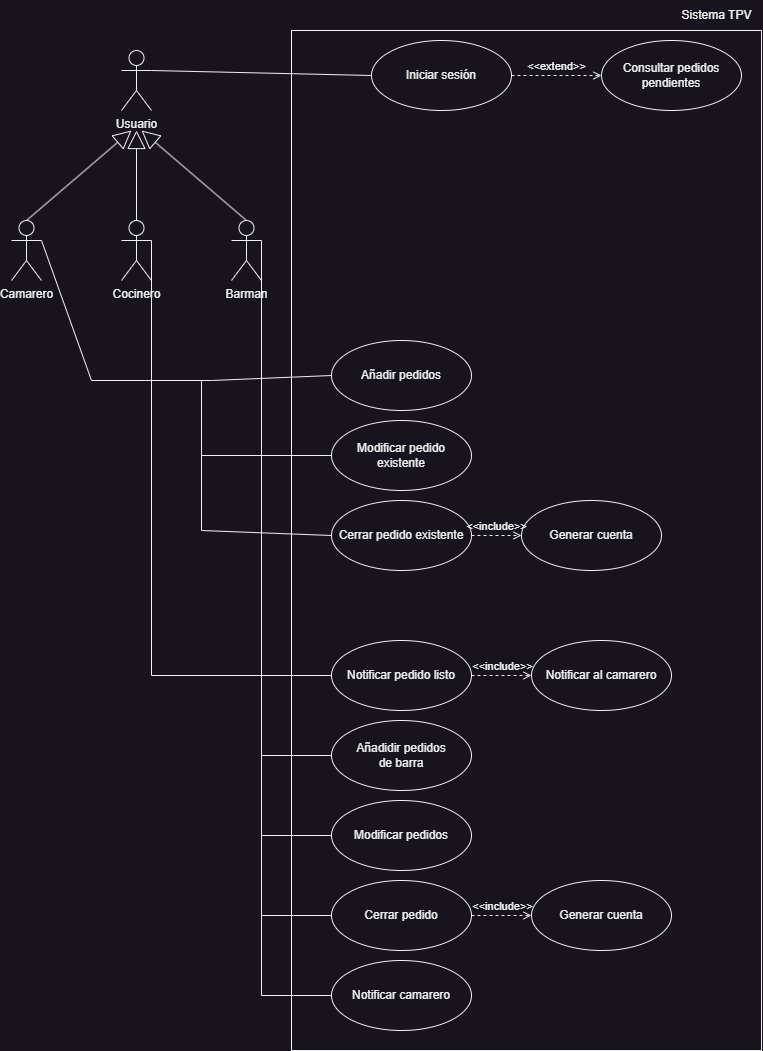 Sistema TPV
Iniciar sesión
<<extend>>
Consultar pedidos
pendientes
Usuario
Camarero
Cocinero
Barman
Añadir pedidos
Modificar pedido
existente
Cerrar pedido existente
<<include>>
Generar cuenta
Notificar pedido listo
<<include>>
Notificar al camarero
Añadidir pedidos
de barra
Modificar pedidos
Cerrar pedido
<<include>>
Generar cuenta
Notificar camarero